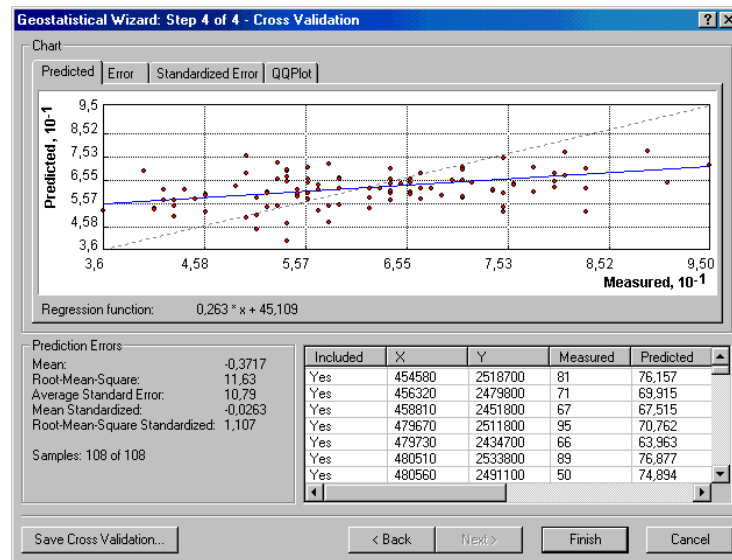 Geostatistical Wizard: Step 4 of 4 - Cross Validation
Chart
Predicted Error Standardized Error QQPlot
Predicted, 10^-1
9,5
8,52
7,53
6,55
5,57
4,58
3,6
3,6 4,58 5,57 6,55 7,53 8,52 9,50
Measured, 10^-1
Regression function: 0,263 * x + 45,109
Prediction Errors
Mean: -0,3717
Root-Mean-Square: 11,63
Average Standard Error: 10,79
Mean Standardized: -0,0263
Root-Mean-Square Standardized: 1,107
Samples: 108 of 108
Included X Y Measured Predicted
Yes 454580 2518700 81 76,157
Yes 456320 2479800 71 69,915
Yes 458810 2451800 67 67,515
Yes 479670 2511800 95 70,762
Yes 479730 2434700 66 63,963
Yes 480510 2533800 89 76,877
Yes 480560 2491100 50 74,894
Save Cross Validation... < Back Next > Finish Cancel